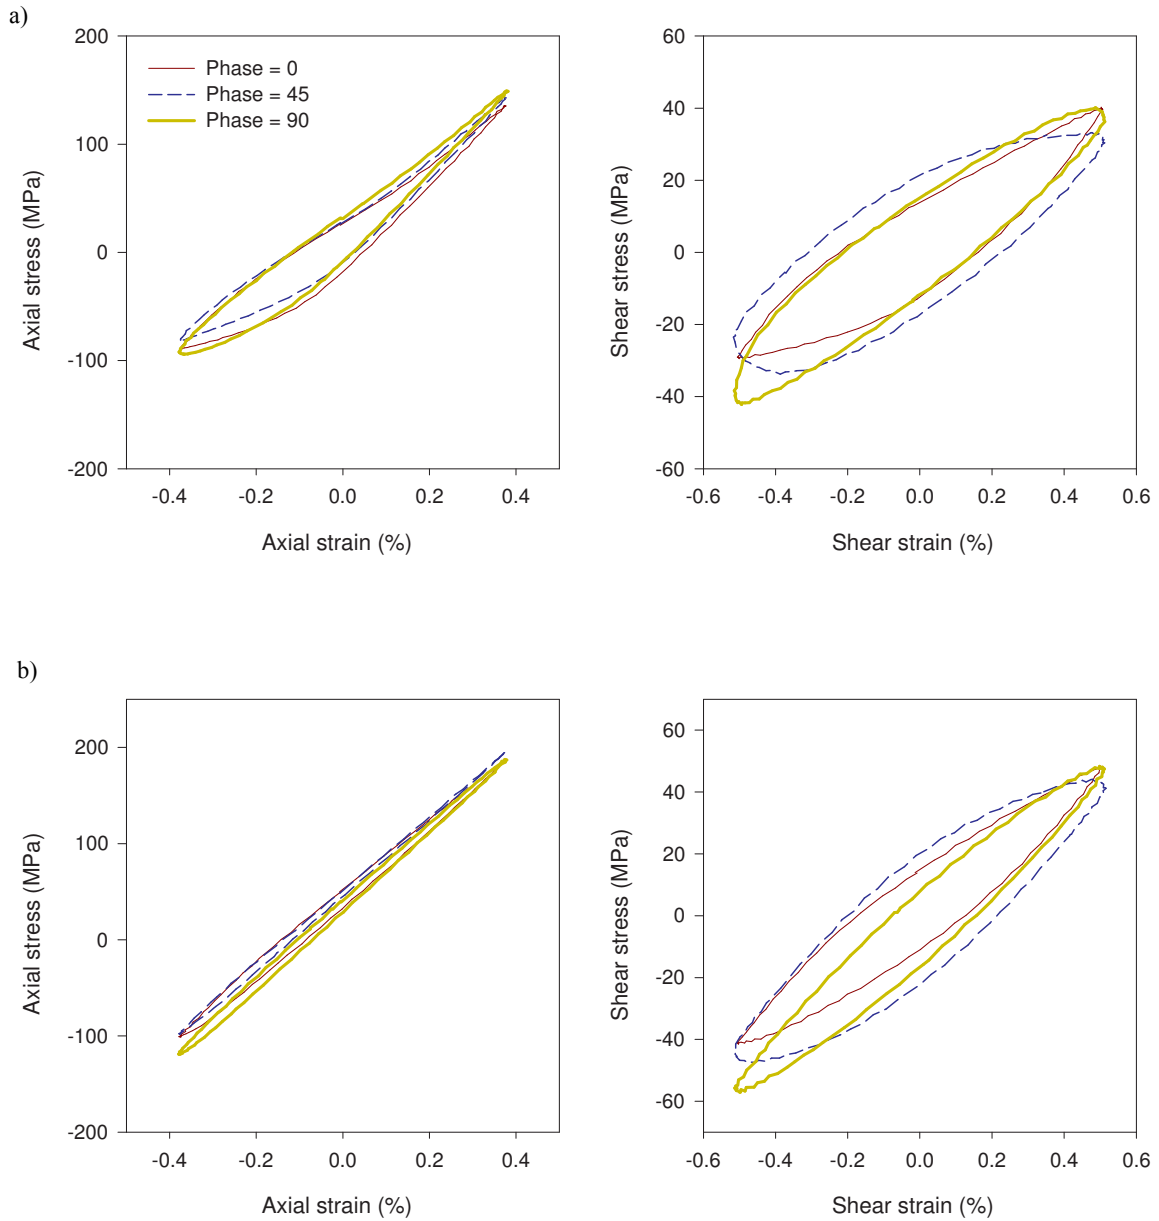 a)
200
100
0
-100
-200
Axial stress (MPa)
Phase = 0
Phase = 45
Phase = 90
-0.4 -0.2 0.0 0.2 0.4
Axial strain (%)
60
40
20
0
-20
-40
-60
Shear stress (MPa)
-0.6 -0.4 -0.2 0.0 0.2 0.4 0.6
Shear strain (%)
b)
200
100
0
-100
-200
Axial stress (MPa)
-0.4 -0.2 0.0 0.2 0.4
Axial strain (%)
60
40
20
0
-20
-40
-60
Shear stress (MPa)
-0.6 -0.4 -0.2 0.0 0.2 0.4 0.6
Shear strain (%)